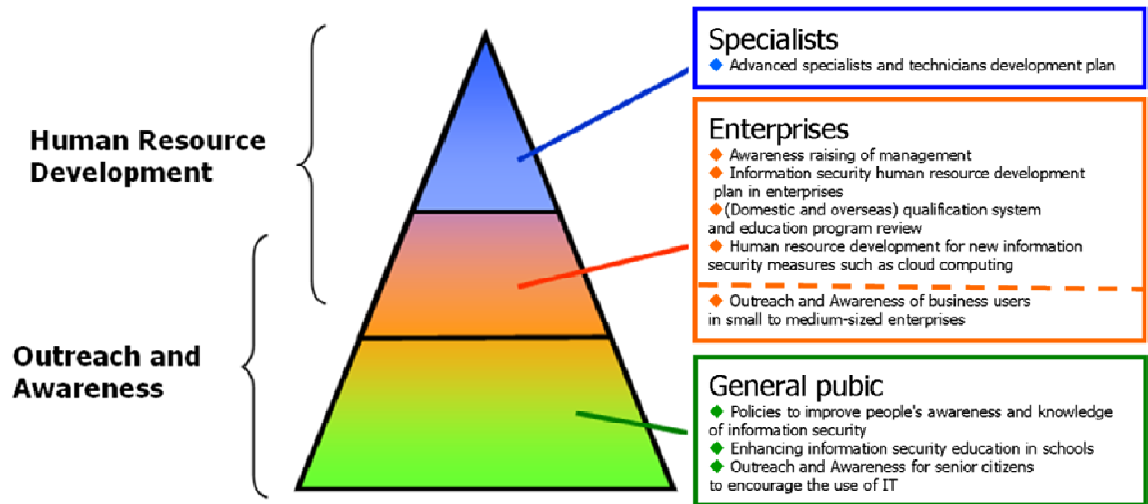 Human Resource
Development
Outreach and
Awareness
Specialists
◆ Advanced specialists and technicians development plan
Enterprises
◆ Awareness raising of management
◆ Information security human resource development
plan in enterprises
◆ (Domestic and overseas) qualification system
and education program review
◆ Human resource development for new information
security measures such as cloud computing
◆ Outreach and Awareness of business users
in small to medium-sized enterprises
General pubic
◆ Policies to improve people's awareness and knowledge
of information security
◆ Enhancing information security education in schools
◆ Outreach and Awareness for senior citizens
to encourage the use of IT